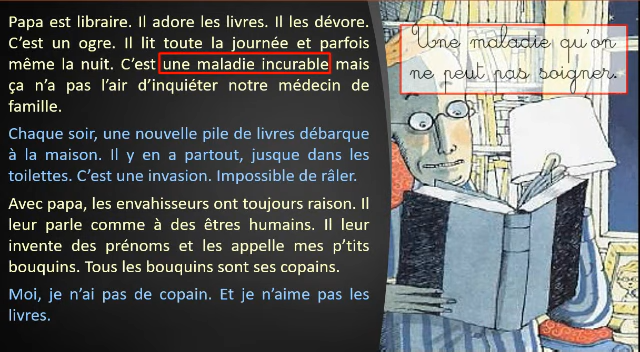 Papa est libraire. Il adore les livres. Il les dévore.
C’est un ogre. Il lit toute la journée et parfois
même la nuit. C’est une maladie incurable mais
ça n’a pas l’air d’inquiéter notre médecin de
famille.
Chaque soir, une nouvelle pile de livres débarque
à la maison. Il y en a partout, jusque dans les
toilettes. C’est une invasion. Impossible de râler.
Avec papa, les envahisseurs ont toujours raison. Il
leur parle comme à des êtres humains. Il leur
invente des prénoms et les appelle mes p’tits
bouquins. Tous les bouquins sont ses copains.
Moi, je n’ai pas de copain. Et je n’aime pas les
livres.
Une maladie qu’on
ne peut pas soigner.